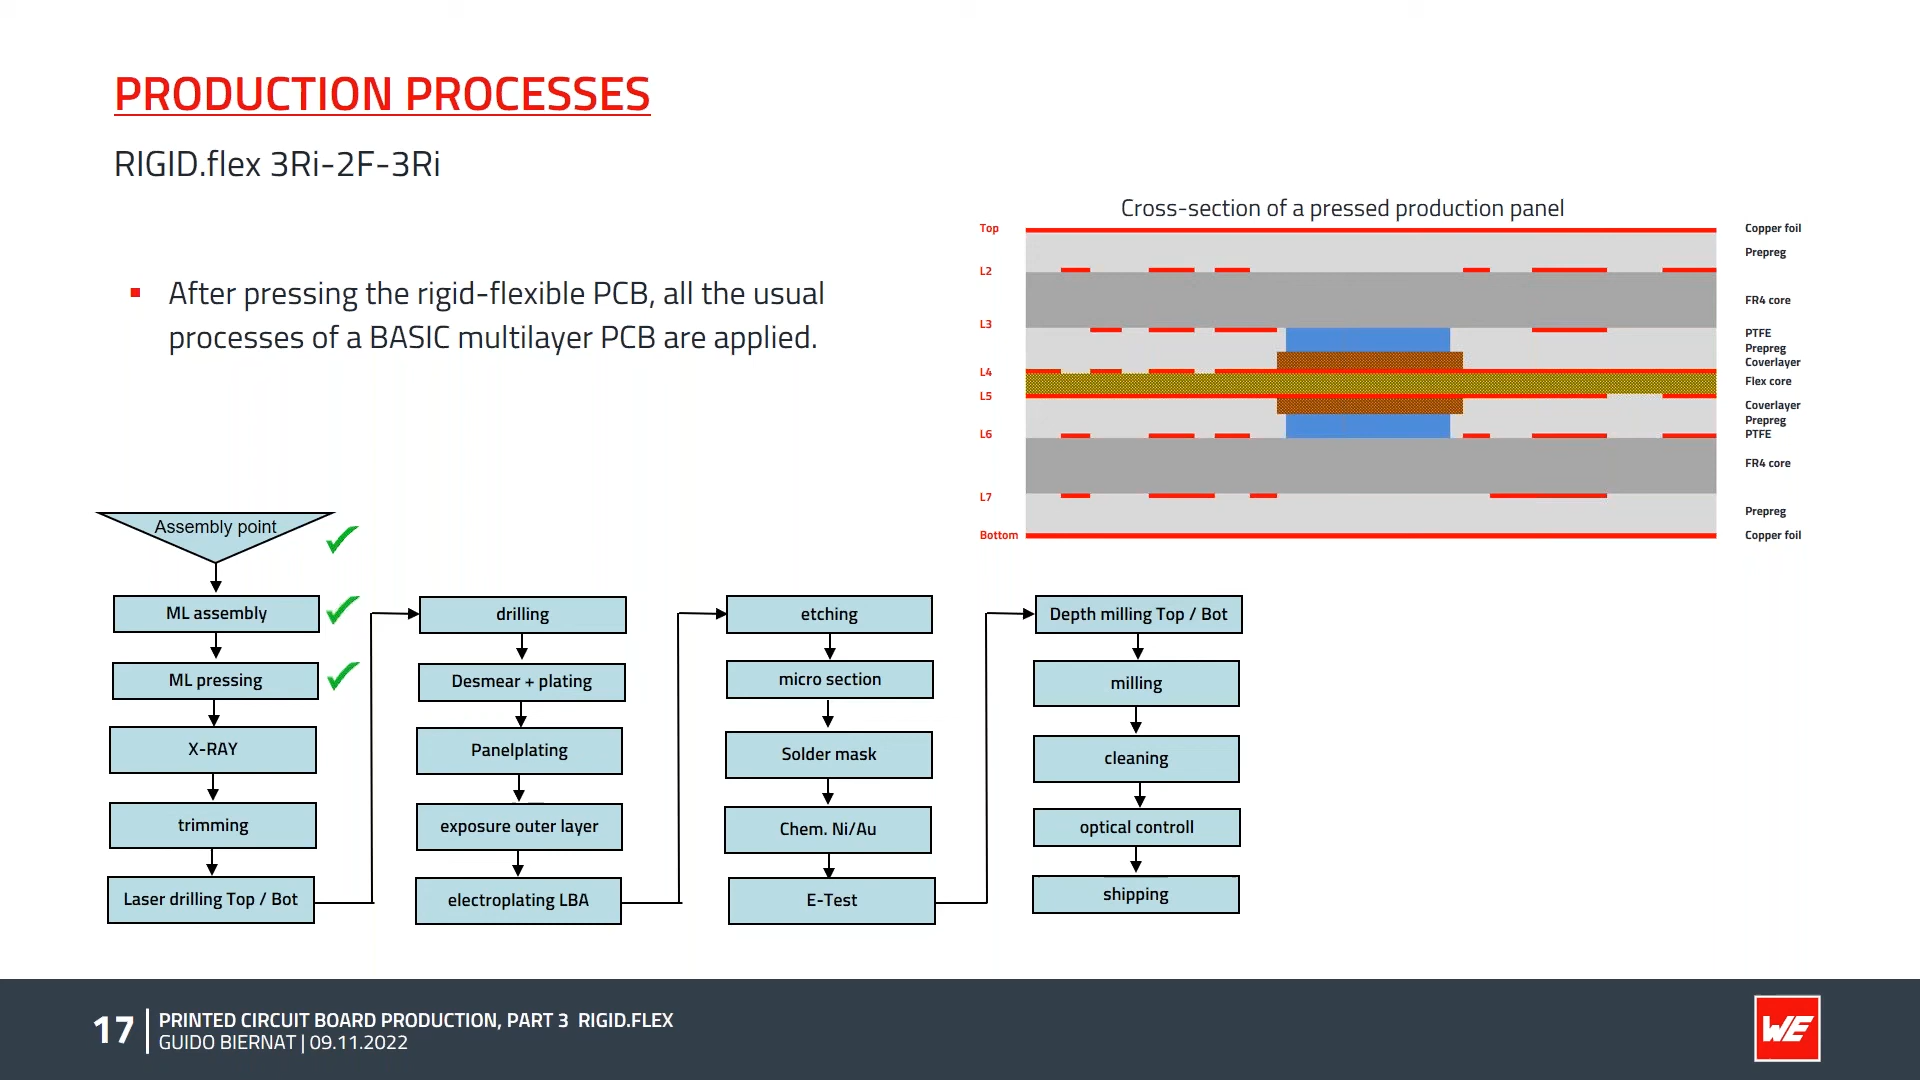 PRODUCTION PROCESSES
RIGID.flex 3Ri-2F-3Ri
After pressing the rigid-flexible PCB, all the usual
processes of a BASIC multilayer PCB are applied.
Cross-section of a pressed production panel
Top
L2
L3
L4
L5
L6
L7
Bottom
Copper foil
Prepreg
FR4 core
PTFE
Prepreg
Coverlayer
Flex core
Coverlayer
Prepreg
PTFE
FR4 core
Prepreg
Copper foil
Assembly point
ML assembly
ML pressing
X-RAY
trimming
Laser drilling Top / Bot
drilling
Desmear + plating
Panelplating
exposure outer layer
electroplating LBA
etching
micro section
Solder mask
Chem. Ni/Au
E-Test
Depth milling Top / Bot
milling
cleaning
optical controll
shipping
17
PRINTED CIRCUIT BOARD PRODUCTION, PART 3 RIGID.FLEX
GUIDO BIERNAT | 09.11.2022
WE